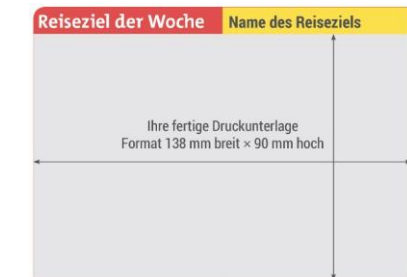 Reiseziel der Woche Name des Reiseziels
Ihre fertige Druckunterlage
Format 138 mm breit × 90 mm hoch